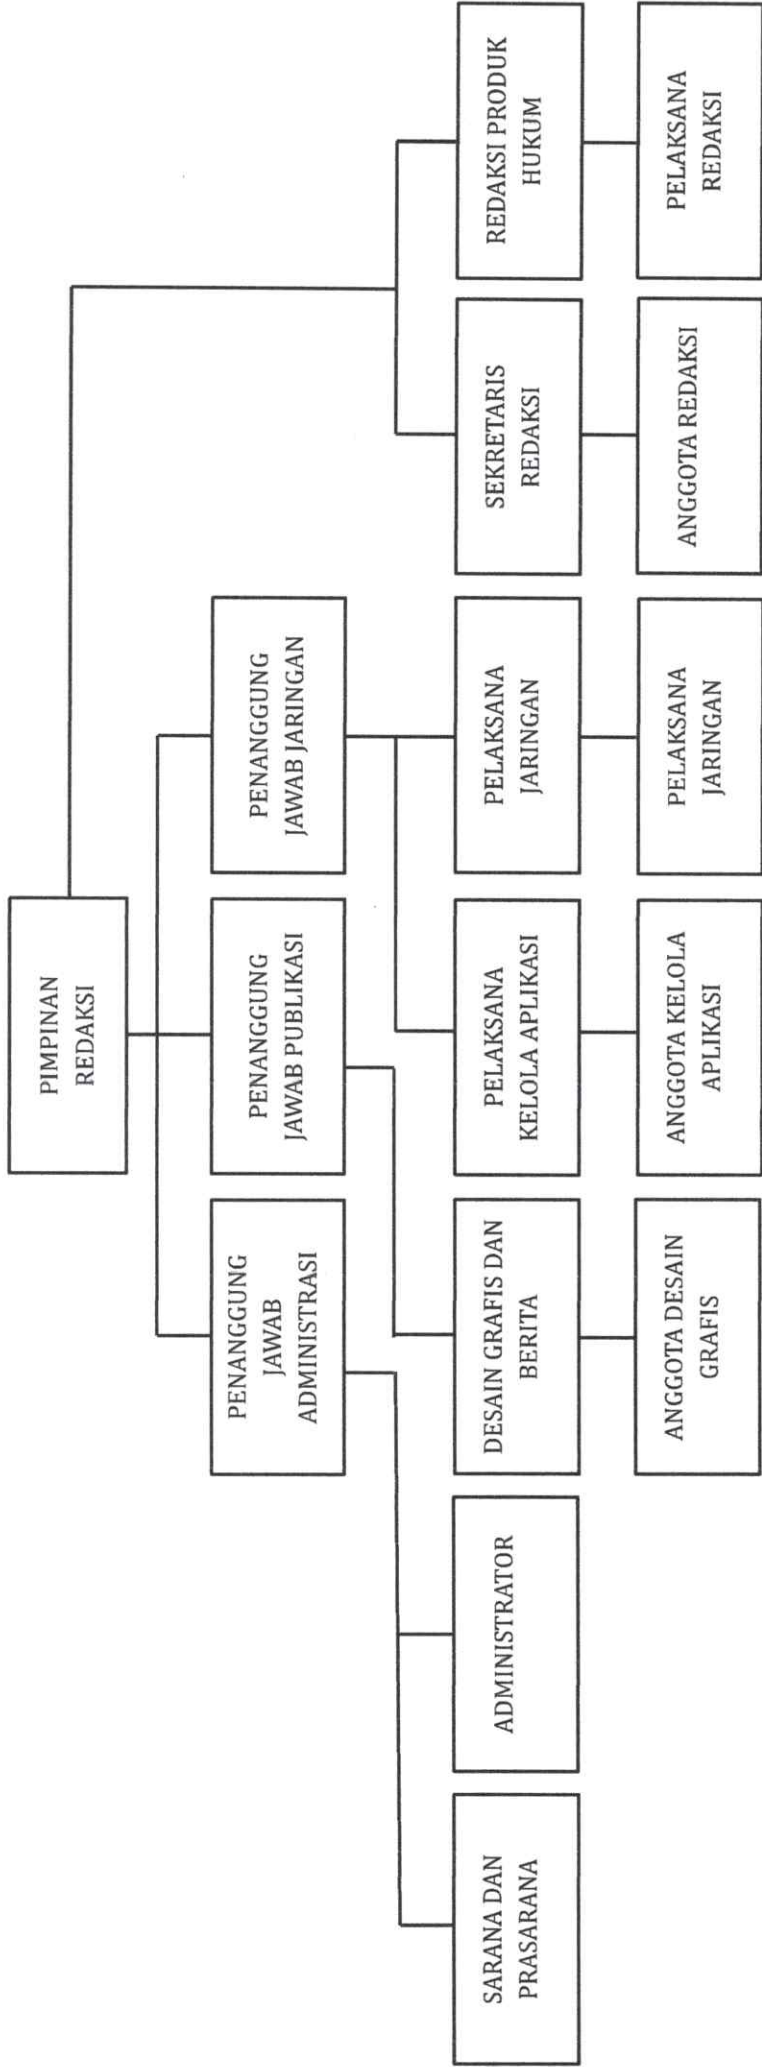 PIMPINAN
REDAKSI
PENANGGUNG
JAWAB
ADMINISTRASI
PENANGGUNG
JAWAB PUBLIKASI
PENANGGUNG
JAWAB JARINGAN
SARANA DAN
PRASARANA
ADMINISTRATOR
DESAIN GRAFIS DAN
BERITA
PELAKSANA
KELOLA APLIKASI
PELAKSANA
JARINGAN
SEKRETARIS
REDAKSI
REDAKSI PRODUK
HUKUM
ANGGOTA DESAIN
GRAFIS
ANGGOTA KELOLA
APLIKASI
PELAKSANA
JARINGAN
ANGGOTA REDAKSI
PELAKSANA
REDAKSI